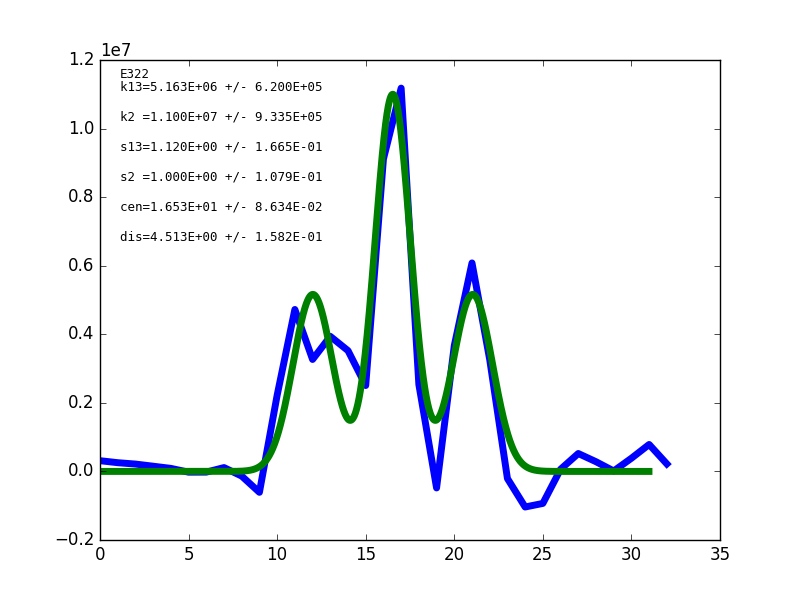 1e7
1.2
E322
k13=5.163E+06 +/- 6.200E+05
k2 =1.100E+07 +/- 9.335E+05
1.0
s13=1.120E+00 +/- 1.665E-01
s2 =1.000E+00 +/- 1.079E-01
0.8
cen=1.653E+01 +/- 8.634E-02
dis=4.513E+00 +/- 1.582E-01
0.6
0.4
0.2
0.0
−0.2
0 5 10 15 20 25 30 35